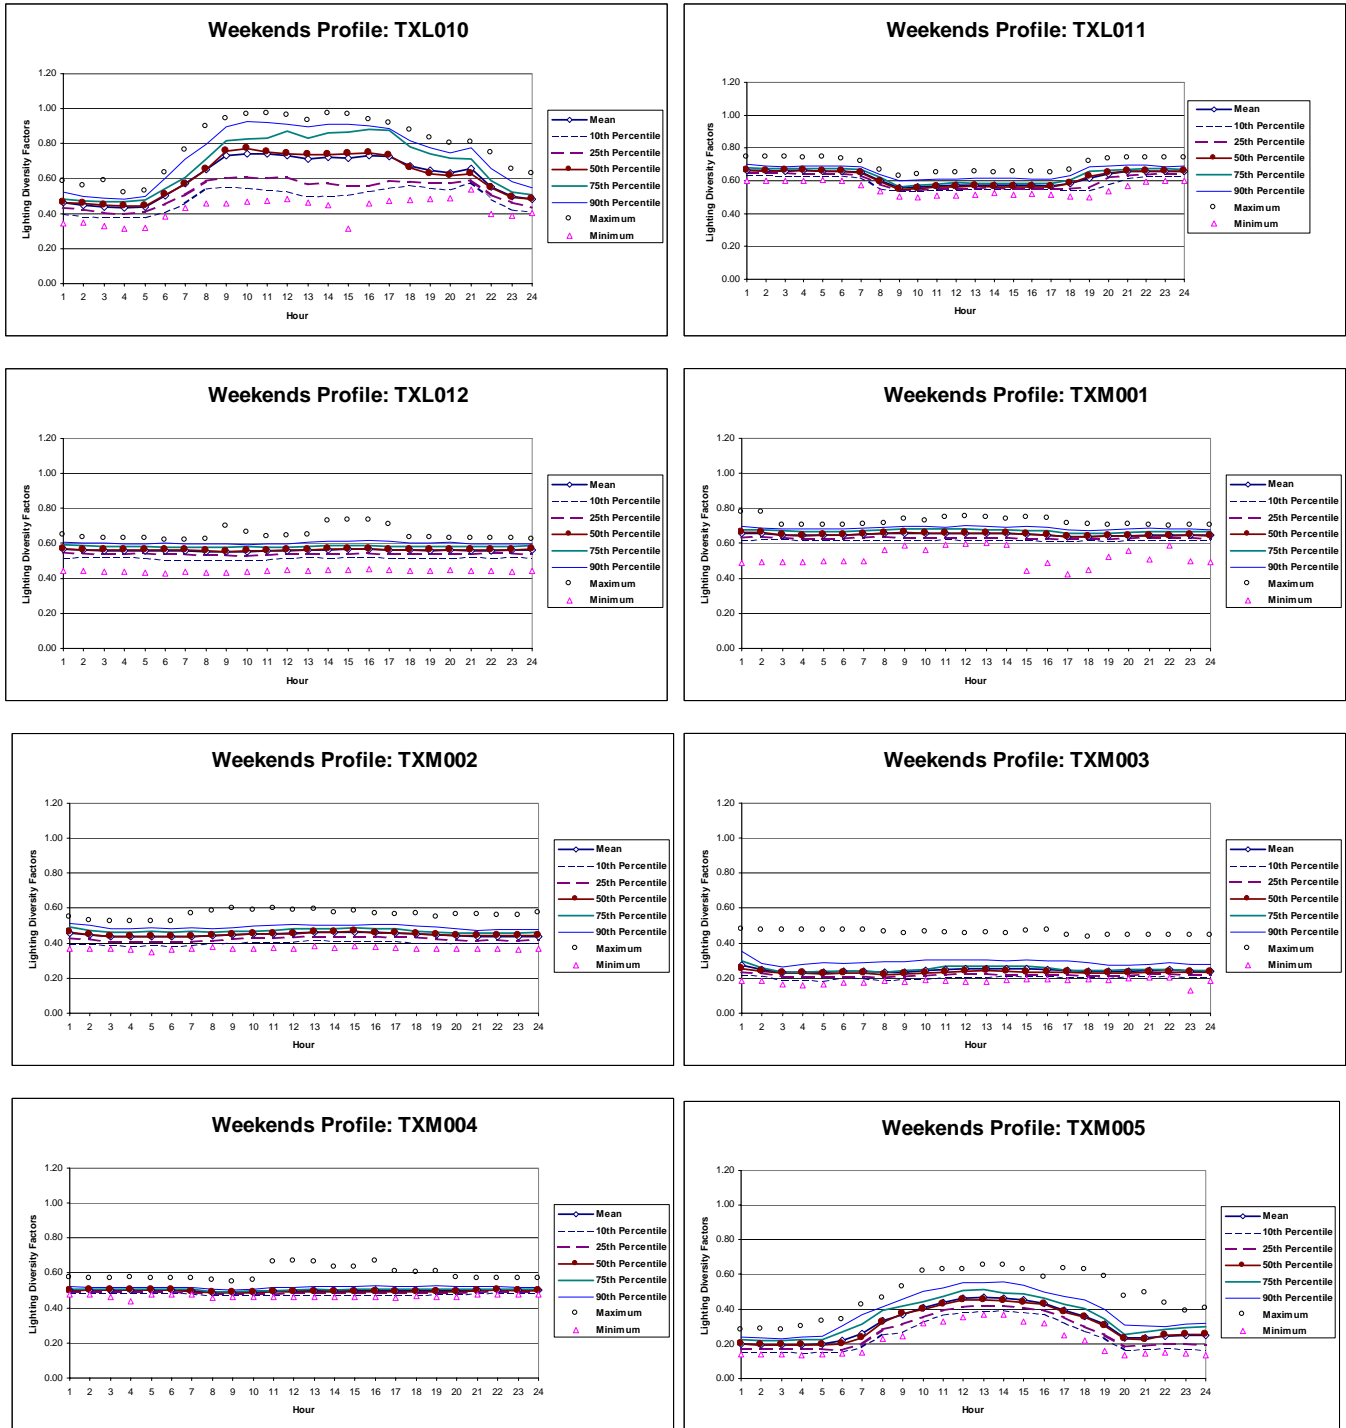 Weekends Profile: TXL010
1.20
1.00
0.80
0.60
0.40
0.20
0.00
Lighting Diversity Factors
1 2 3 4 5 6 7 8 9 10 11 12 13 14 15 16 17 18 19 20 21 22 23 24
Hour
Mean
10th Percentile
25th Percentile
50th Percentile
75th Percentile
90th Percentile
Maximum
Minimum
Weekends Profile: TXL011
1.20
1.00
0.80
0.60
0.40
0.20
0.00
Lighting Diversity Factors
1 2 3 4 5 6 7 8 9 10 11 12 13 14 15 16 17 18 19 20 21 22 23 24
Hour
Mean
10th Percentile
25th Percentile
50th Percentile
75th Percentile
90th Percentile
Maximum
Minimum
Weekends Profile: TXL012
1.20
1.00
0.80
0.60
0.40
0.20
0.00
Lighting Diversity Factors
1 2 3 4 5 6 7 8 9 10 11 12 13 14 15 16 17 18 19 20 21 22 23 24
Hour
Mean
10th Percentile
25th Percentile
50th Percentile
75th Percentile
90th Percentile
Maximum
Minimum
Weekends Profile: TXM001
1.20
1.00
0.80
0.60
0.40
0.20
0.00
Lighting Diversity Factors
1 2 3 4 5 6 7 8 9 10 11 12 13 14 15 16 17 18 19 20 21 22 23 24
Hour
Mean
10th Percentile
25th Percentile
50th Percentile
75th Percentile
90th Percentile
Maximum
Minimum
Weekends Profile: TXM002
1.20
1.00
0.80
0.60
0.40
0.20
0.00
Lighting Diversity Factors
1 2 3 4 5 6 7 8 9 10 11 12 13 14 15 16 17 18 19 20 21 22 23 24
Hour
Mean
10th Percentile
25th Percentile
50th Percentile
75th Percentile
90th Percentile
Maximum
Minimum
Weekends Profile: TXM003
1.20
1.00
0.80
0.60
0.40
0.20
0.00
Lighting Diversity Factors
1 2 3 4 5 6 7 8 9 10 11 12 13 14 15 16 17 18 19 20 21 22 23 24
Hour
Mean
10th Percentile
25th Percentile
50th Percentile
75th Percentile
90th Percentile
Maximum
Minimum
Weekends Profile: TXM004
1.20
1.00
0.80
0.60
0.40
0.20
0.00
Lighting Diversity Factors
1 2 3 4 5 6 7 8 9 10 11 12 13 14 15 16 17 18 19 20 21 22 23 24
Hour
Mean
10th Percentile
25th Percentile
50th Percentile
75th Percentile
90th Percentile
Maximum
Minimum
Weekends Profile: TXM005
1.20
1.00
0.80
0.60
0.40
0.20
0.00
Lighting Diversity Factors
1 2 3 4 5 6 7 8 9 10 11 12 13 14 15 16 17 18 19 20 21 22 23 24
Hour
Mean
10th Percentile
25th Percentile
50th Percentile
75th Percentile
90th Percentile
Maximum
Minimum